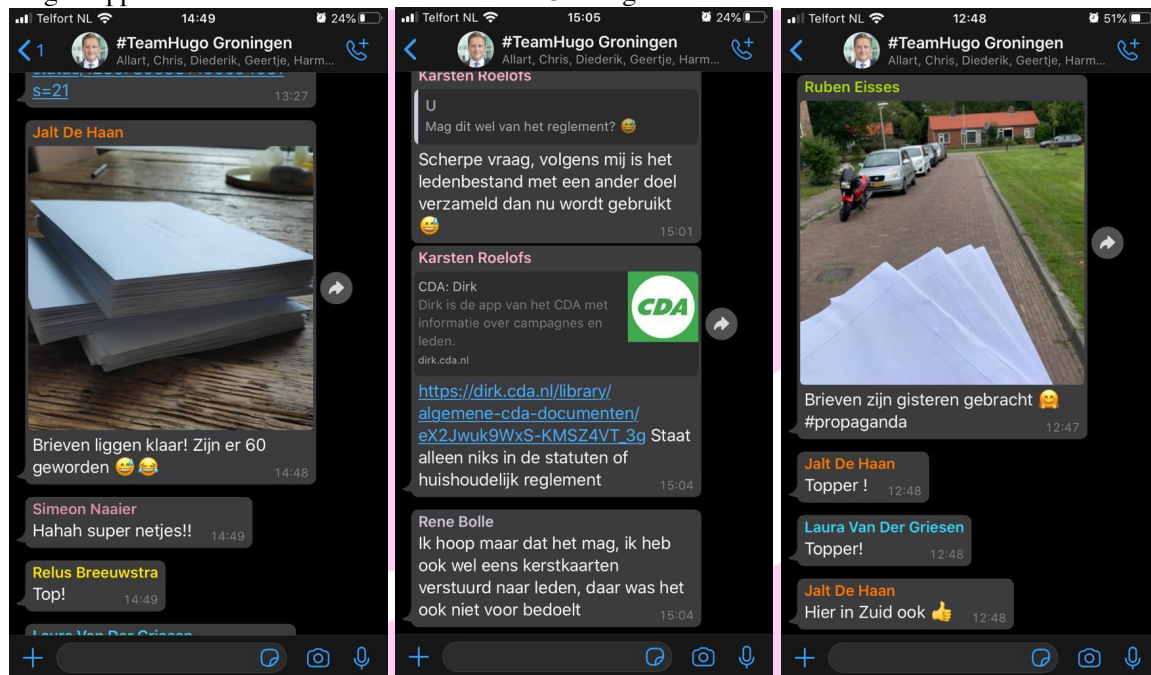 Telfort NL 14:49 24%
1 #TeamHugo Groningen
Allart, Chris, Diederik, Geertje, Harm...
s=21
13:27
Jalt De Haan
Brieven liggen klaar! Zijn er 60
geworden 😅😂
14:48
Simeon Naaier
Hahah super netjes!! 14:49
Relus Breeuwstra
Top! 14:49
Laura Van Der Griesen
Telfort NL 15:05 24%
#TeamHugo Groningen
Allart, Chris, Diederik, Geertje, Harm...
Karsten Roelofs
U
Mag dit wel van het reglement? 😅
Scherpe vraag, volgens mij is het
ledenbestand met een ander doel
verzameld dan nu wordt gebruikt
😅
15:01
Karsten Roelofs
CDA: Dirk
Dirk is de app van het CDA met
informatie over campagnes en
leden.
dirk.cda.nl
CDA
https://dirk.cda.nl/library/
algemene-cda-documenten/
eX2Jwuk9WxS-KMSZ4VT_3g Staat
alleen niks in de statuten of
huishoudelijk reglement
15:04
Rene Bolle
Ik hoop maar dat het mag, ik heb
ook wel eens kerstkaarten
verstuurd naar leden, daar was het
ook niet voor bedoelt
15:04
Telfort NL 12:48 51%
#TeamHugo Groningen
Allart, Chris, Diederik, Geertje, Harm...
Ruben Eisses
Brieven zijn gisteren gebracht 🤗
#propaganda
12:47
Jalt De Haan
Topper ! 12:48
Laura Van Der Griesen
Topper! 12:48
Jalt De Haan
Hier in Zuid ook 👍 12:48